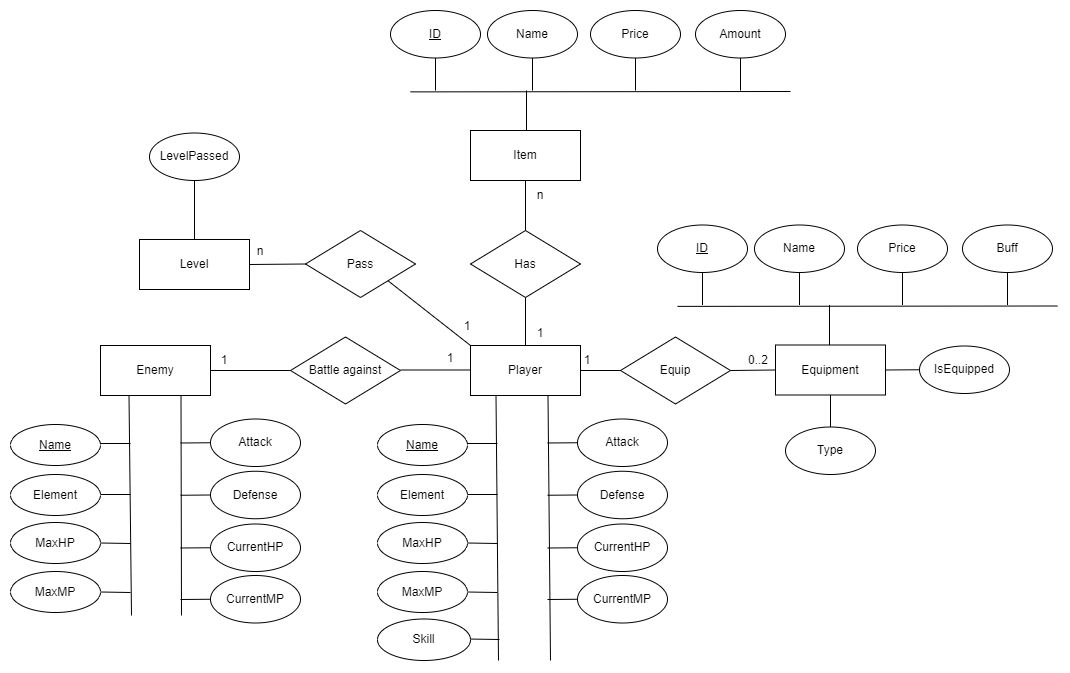 ID
Name
Price
Amount
LevelPassed
Item
n
Level
n
Pass
Has
ID
Name
Price
Buff
1
1
Enemy
1
Battle against
1
Player
1
Equip
0..2
Equipment
IsEquipped
Name
Attack
Name
Attack
Type
Element
Defense
Element
Defense
MaxHP
CurrentHP
MaxHP
CurrentHP
MaxMP
CurrentMP
MaxMP
CurrentMP
Skill